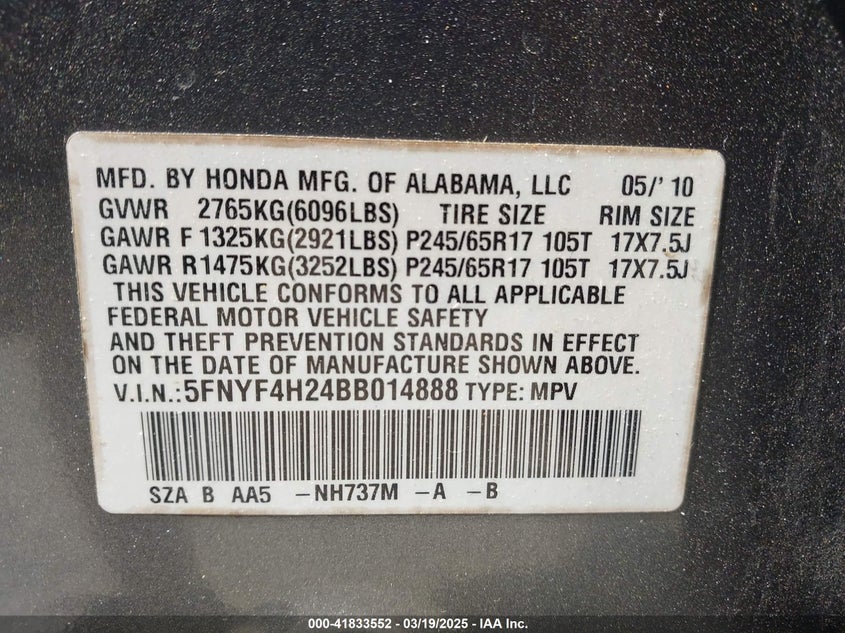 MFD. BY HONDA MFG. OF ALABAMA, LLC 05/'10
GVWR 2765KG(6096LBS) TIRE SIZE RIM SIZE
GAWR F 1325KG(2921LBS) P245/65R17 105T 17X7.5J
GAWR R 1475KG(3252LBS) P245/65R17 105T 17X7.5J
THIS VEHICLE CONFORMS TO ALL APPLICABLE
FEDERAL MOTOR VEHICLE SAFETY
AND THEFT PREVENTION STANDARDS IN EFFECT
ON THE DATE OF MANUFACTURE SHOWN ABOVE.
V.I.N.:5FNYF4H24BB014888 TYPE: MPV
SZA B AA5 -NH737M -A -B
000-41833552 - 03/19/2025 - IAA Inc.